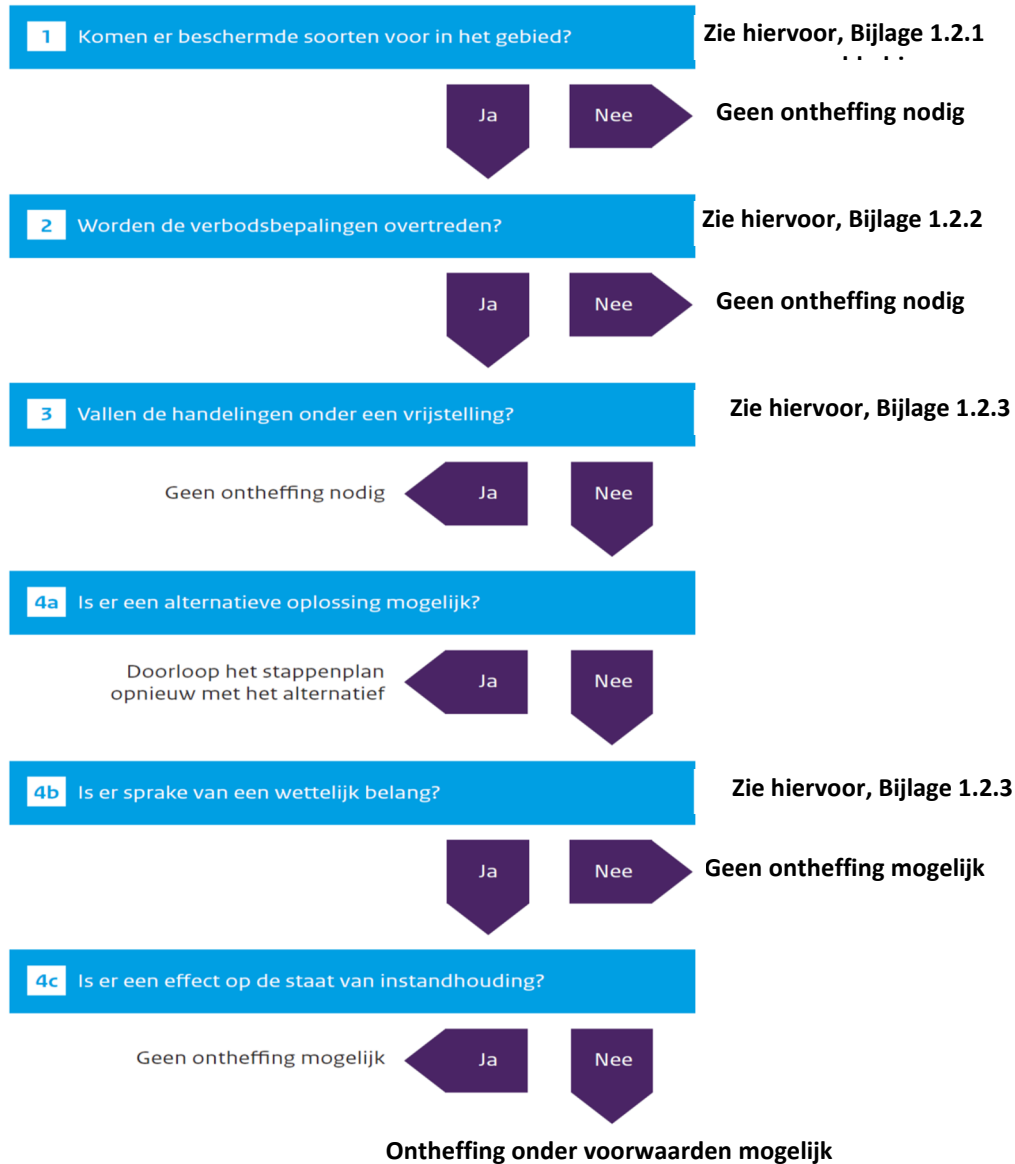 1 Komen er beschermde soorten voor in het gebied? Zie hiervoor, Bijlage 1.2.1
Ja Nee Geen ontheffing nodig
2 Worden de verbodsbepalingen overtreden? Zie hiervoor, Bijlage 1.2.2
Ja Nee Geen ontheffing nodig
3 Vallen de handelingen onder een vrijstelling? Zie hiervoor, Bijlage 1.2.3
Geen ontheffing nodig Ja Nee
4a Is er een alternatieve oplossing mogelijk?
Doorloop het stappenplan
opnieuw met het alternatief Ja Nee
4b Is er sprake van een wettelijk belang? Zie hiervoor, Bijlage 1.2.3
Ja Nee Geen ontheffing mogelijk
4c Is er een effect op de staat van instandhouding?
Geen ontheffing mogelijk Ja Nee
Ontheffing onder voorwaarden mogelijk